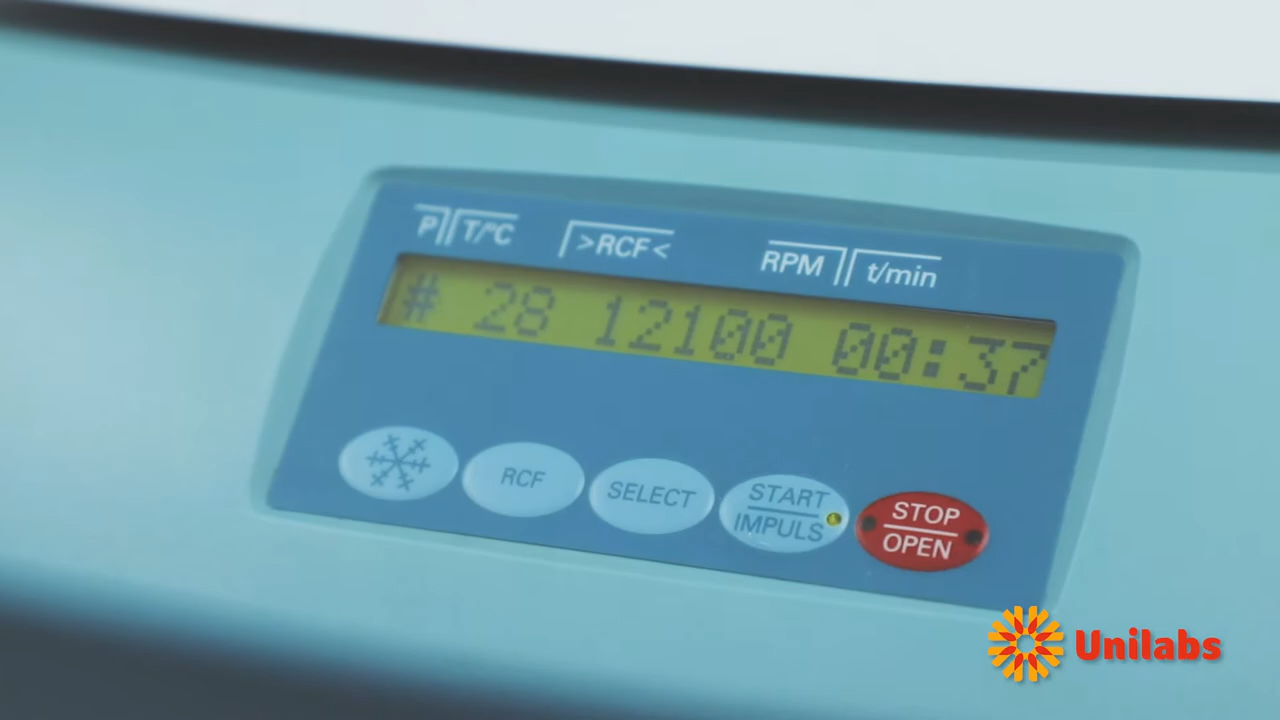 P T/°C >RCF< RPM t/min
# 28 12100 00:37
RCF SELECT START IMPULS STOP OPEN
Unilabs